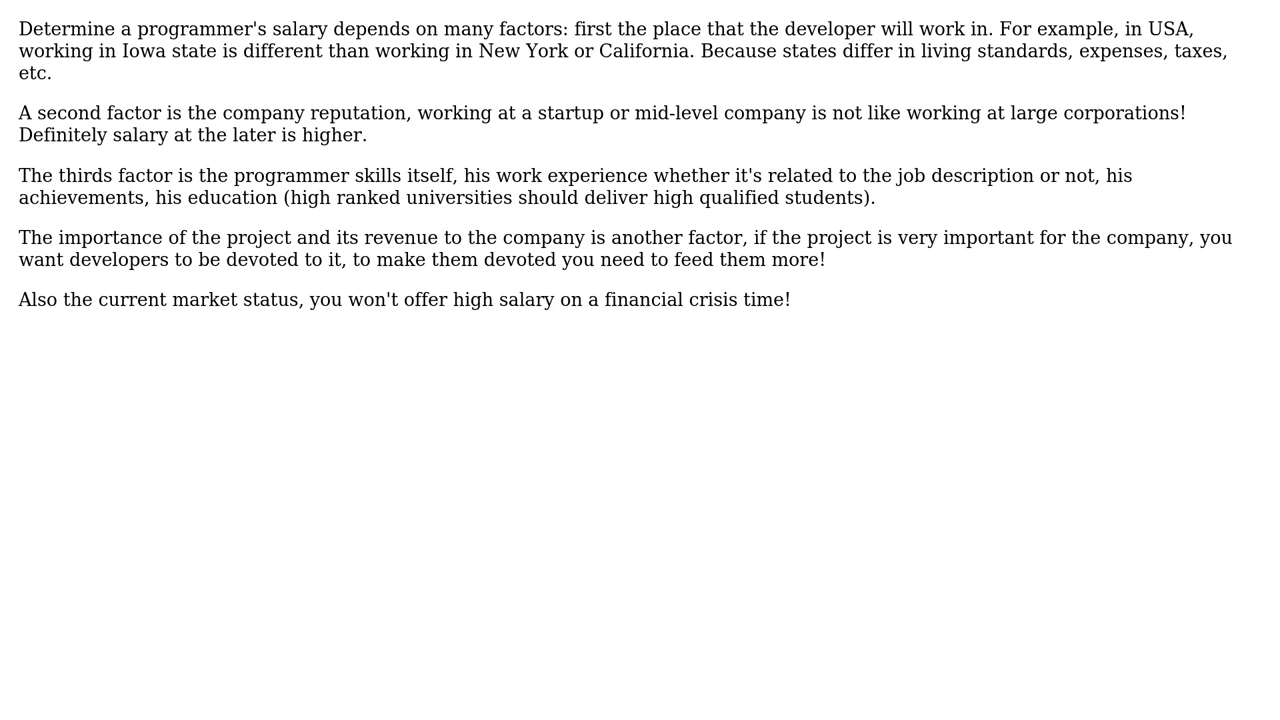 Determine a programmer's salary depends on many factors: first the place that the developer will work in. For example, in USA,
working in Iowa state is different than working in New York or California. Because states differ in living standards, expenses, taxes,
etc.
A second factor is the company reputation, working at a startup or mid-level company is not like working at large corporations!
Definitely salary at the later is higher.
The thirds factor is the programmer skills itself, his work experience whether it's related to the job description or not, his
achievements, his education (high ranked universities should deliver high qualified students).
The importance of the project and its revenue to the company is another factor, if the project is very important for the company, you
want developers to be devoted to it, to make them devoted you need to feed them more!
Also the current market status, you won't offer high salary on a financial crisis time!